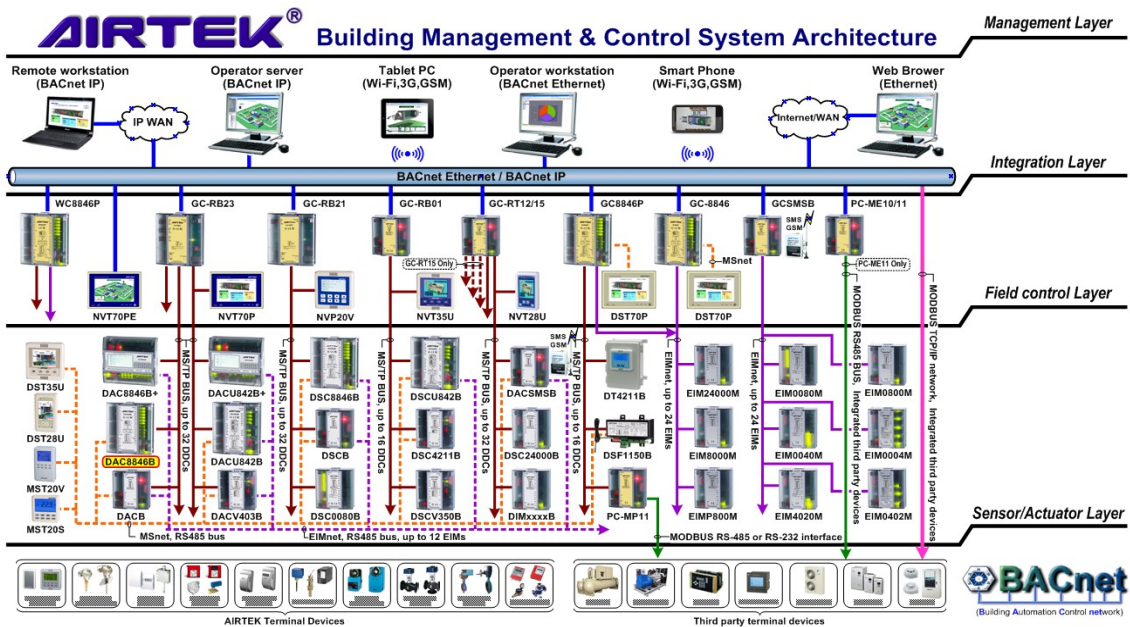 AIRTEK®
Building Management & Control System Architecture
Management Layer
Remote workstation
(BACnet IP)
Operator server
(BACnet IP)
Tablet PC
(Wi-Fi,3G,GSM)
Operator workstation
(BACnet Ethernet)
Smart Phone
(Wi-Fi,3G,GSM)
Web Brower
(Ethernet)
IP WAN
Internet/WAN
Integration Layer
BACnet Ethernet / BACnet IP
WC8846P
GC-RB23
GC-RB21
GC-RB01
GC-RT12/15
GC8846P
GC-8846
GCSMSB
PC-ME10/11
SMS
GSM
GC-RT15 Only
MSnet
PC-ME11 Only
NVT70PE
NVT70P
NVP20V
NVT35U
NVT28U
DST70P
DST70P
Field control Layer
MS/TP BUS, up to 32 DDCs
MS/TP BUS, up to 32 DDCs
MS/TP BUS, up to 16 DDCs
MS/TP BUS, up to 32 DDCs
MS/TP BUS, up to 16 DDCs
EIMnet, up to 24 EIMs
EIMnet, up to 24 EIMs
MODBUS RS485 BUS, Integrated third party devices
MODBUS TCP/IP network, Integrated third party devices
SMS
GSM
DST35U
DAC8846B+
DACU842B+
DSC8846B
DSCU842B
DACSMSB
DT4211B
EIM24000M
EIM0080M
EIM0800M
DST28U
DAC8846B
DACU842B
DSCB
DSC4211B
DSC24000B
DSF1150B
EIM8000M
EIM0040M
EIM0004M
MST20V
MST20S
DACB
DACV403B
DSC0080B
DSCV350B
DIMxxxxB
PC-MP11
EIMP800M
EIM4020M
EIM0402M
Sensor/Actuator Layer
MSnet, RS485 bus
EIMnet, RS485 bus, up to 12 EIMs
MODBUS RS-485 or RS-232 interface
AIRTEK Terminal Devices
Third party terminal devices
BACnet
(Building Automation Control network)